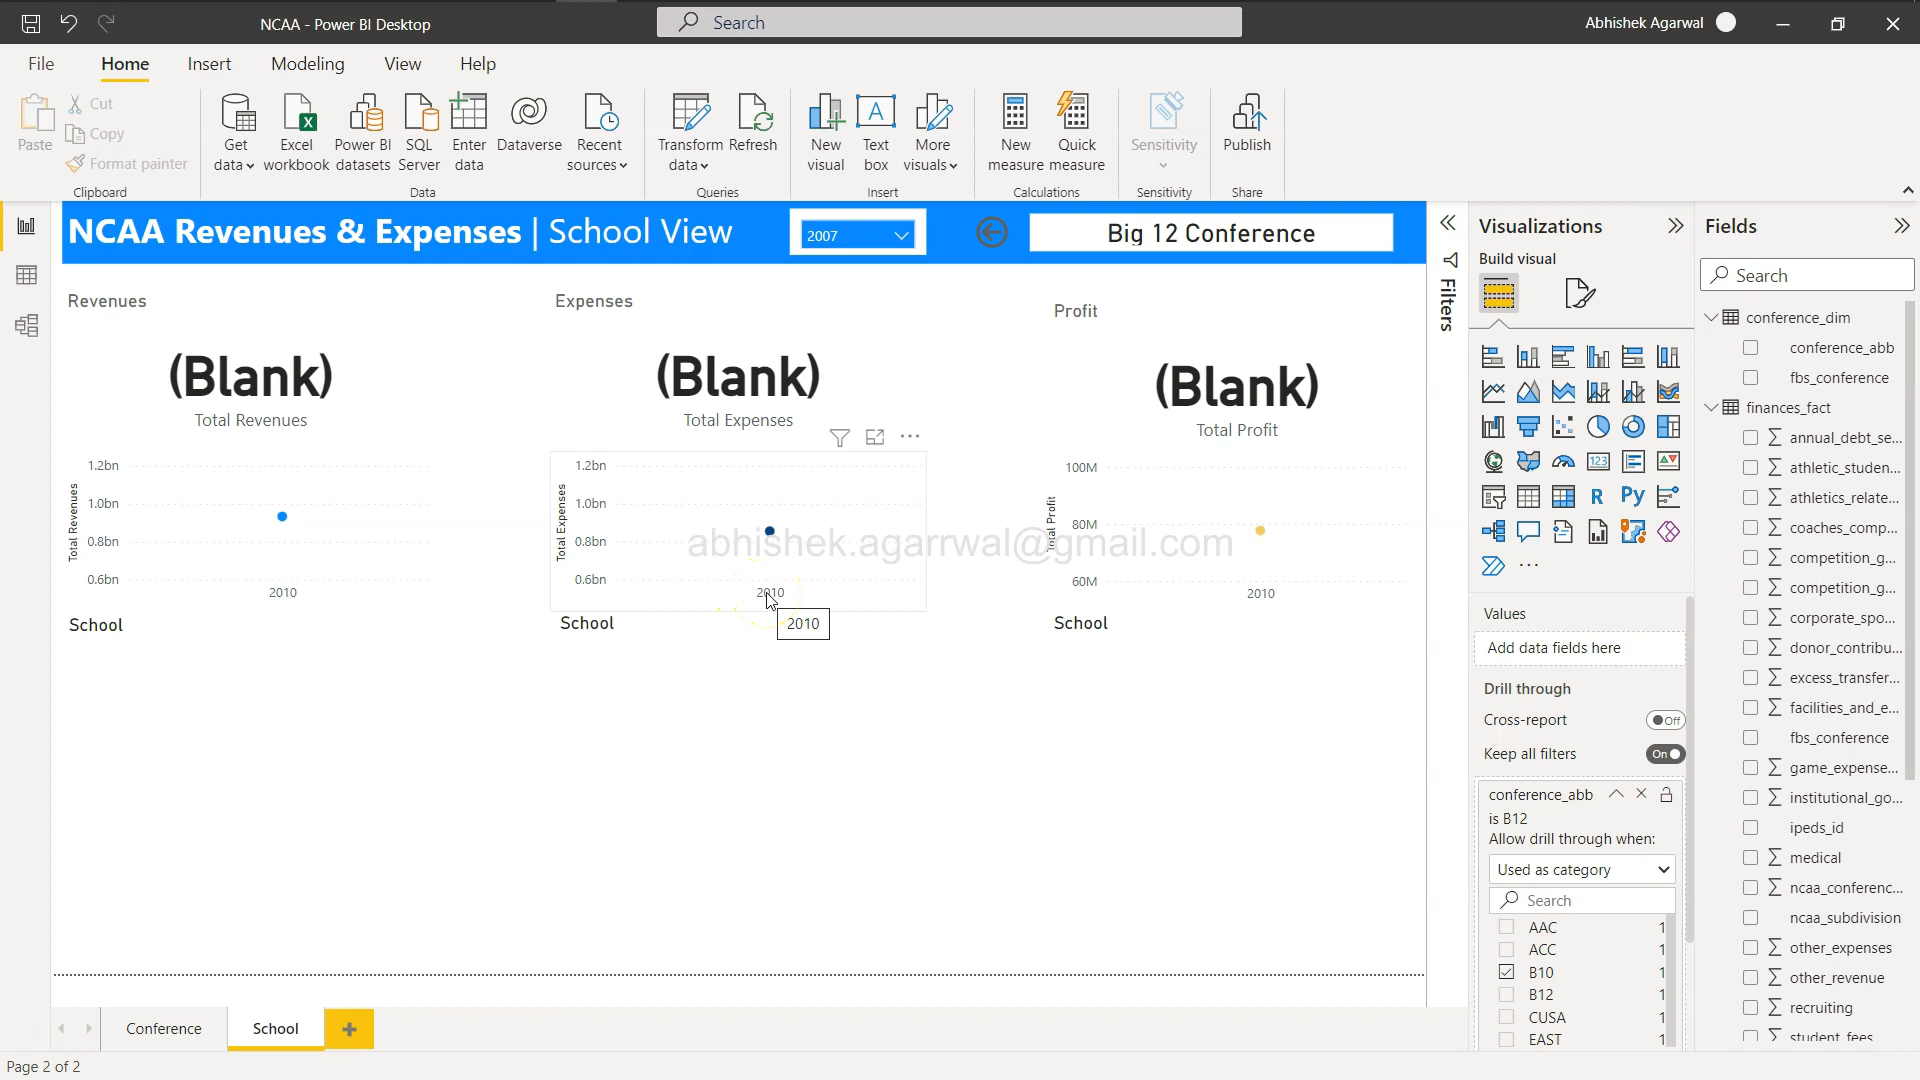 NCAA - Power BI Desktop
Search
Abhishek Agarwal
File
Home
Insert
Modeling
View
Help
Paste
Cut
Copy
Format painter
Clipboard
Get data
Excel workbook
Power BI datasets
SQL Server
Enter data
Dataverse
Recent sources
Data
Transform data
Refresh
Queries
New visual
A
Text box
More visuals
Insert
New measure
Quick measure
Calculations
Sensitivity
Sensitivity
Publish
Share
NCAA Revenues & Expenses | School View
2007
Big 12 Conference
Revenues
(Blank)
Total Revenues
1.2bn
1.0bn
0.8bn
0.6bn
Total Revenues
2010
School
Expenses
(Blank)
Total Expenses
1.2bn
1.0bn
0.8bn
0.6bn
Total Expenses
2010
2010
School
Profit
(Blank)
Total Profit
100M
80M
60M
Total Profit
2010
School
abhishek.agarrwal@gmail.com
Filters
Visualizations
Build visual
123
R
Py
Values
Add data fields here
Drill through
Cross-report
Off
Keep all filters
On
conference_abb
is B12
Allow drill through when:
Used as category
Search
AAC 1
ACC 1
B10 1
B12 1
CUSA 1
EAST 1
Fields
Search
conference_dim
conference_abb
fbs_conference
finances_fact
annual_debt_se...
athletic_studen...
athletics_relate...
coaches_comp...
competition_g...
competition_g...
corporate_spo...
donor_contribu...
excess_transfer...
facilities_and_e...
fbs_conference
game_expense...
institutional_go...
ipeds_id
medical
ncaa_conferenc...
ncaa_subdivision
other_expenses
other_revenue
recruiting
student_fees
Conference
School
Page 2 of 2